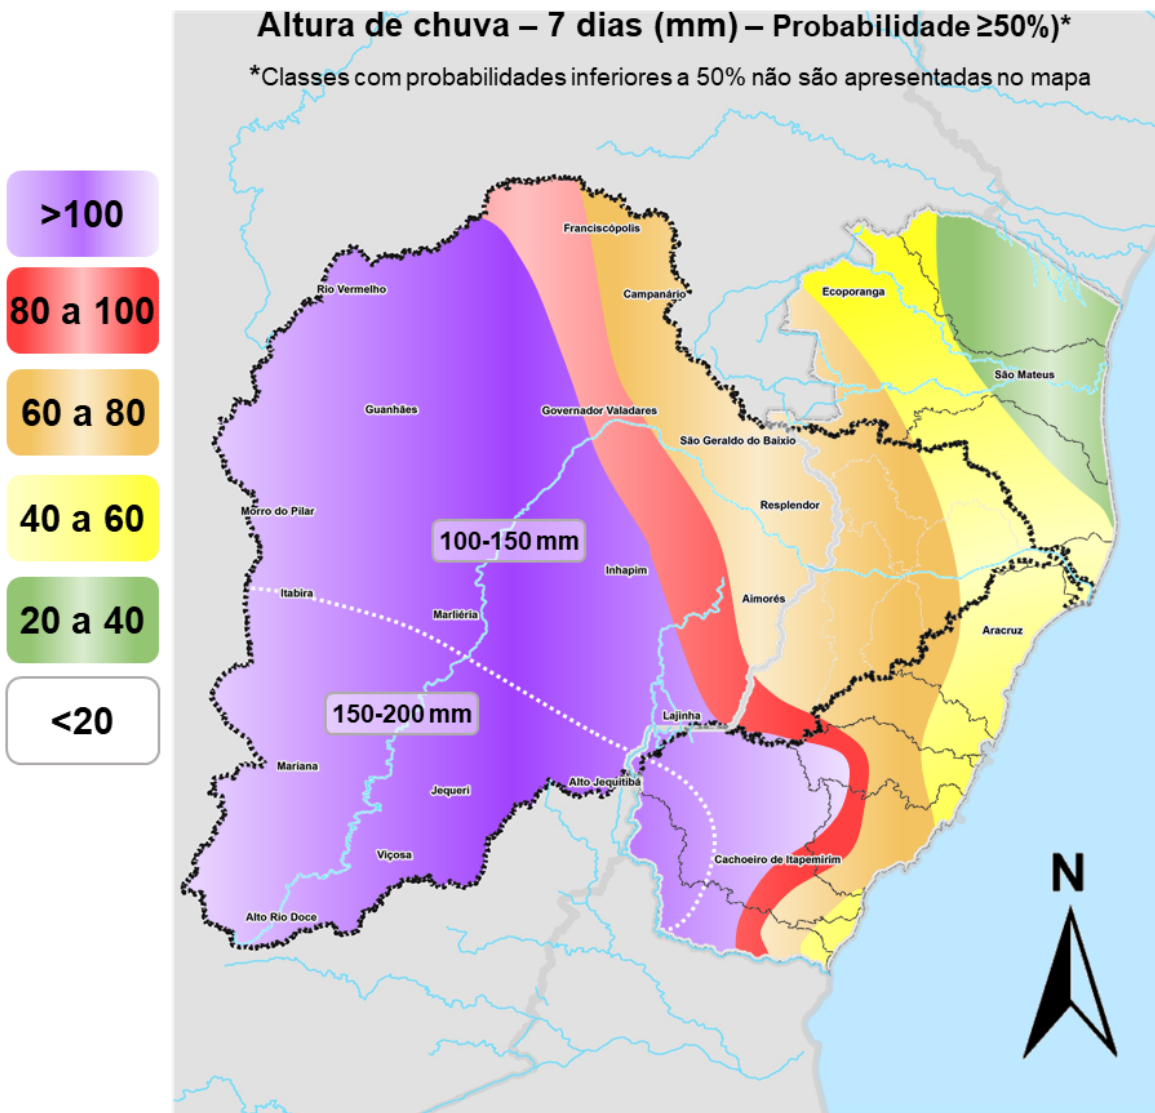 Altura de chuva – 7 dias (mm) – Probabilidade ≥50%)*
*Classes com probabilidades inferiores a 50% não são apresentadas no mapa
>100
80 a 100
60 a 80
40 a 60
20 a 40
<20
Franciscópolis
Rio Vermelho
Campanário
Ecoporanga
São Mateus
Guanhães
Governador Valadares
São Geraldo do Baixio
Morro do Pilar
Resplendor
100-150 mm
Inhapim
Itabira
Marliéria
Aimorés
Aracruz
150-200 mm
Lajinha
Mariana
Jequeri
Alto Jequitibá
Viçosa
Cachoeiro de Itapemirim
Alto Rio Doce
N